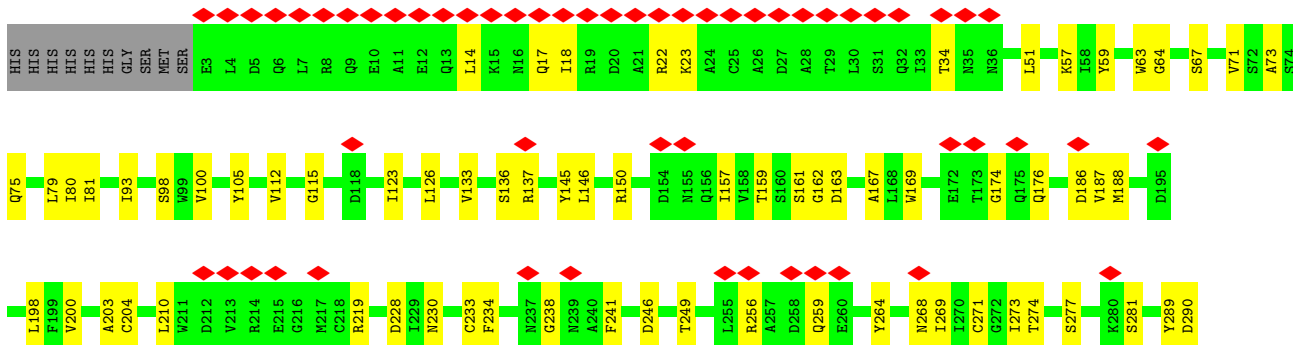 HIS HIS HIS HIS HIS HIS GLY SER MET SER E3 L4 D5 Q6 L7 R8 Q9 E10 A11 E12 Q13 L14 K15 N16 Q17 I18 R19 D20 A21 R22 K23 A24 C25 A26 D27 A28 T29 L30 S31 Q32 I33 T34 N35 N36 L51 K57 I58 Y59 W63 G64 S67 V71 S72 A73 S74
Q75 L79 I80 I81 I93 S98 W99 V100 Y105 V112 G115 D118 I123 L126 V133 S136 R137 Y145 L146 R150 D154 N155 Q156 I157 V158 T159 S160 S161 G162 D163 A167 L168 W169 E172 T173 G174 Q175 Q176 D186 V187 M188 D195
L198 F199 V200 A203 C204 L210 W211 D212 V213 R214 E215 G216 M217 C218 R219 D228 I229 N230 C233 F234 N237 G238 N239 A240 F241 D246 T249 L255 R256 A257 D258 Q259 E260 Y264 N268 I269 I270 C271 G272 I273 T274 S277 K280 S281 Y289 D290